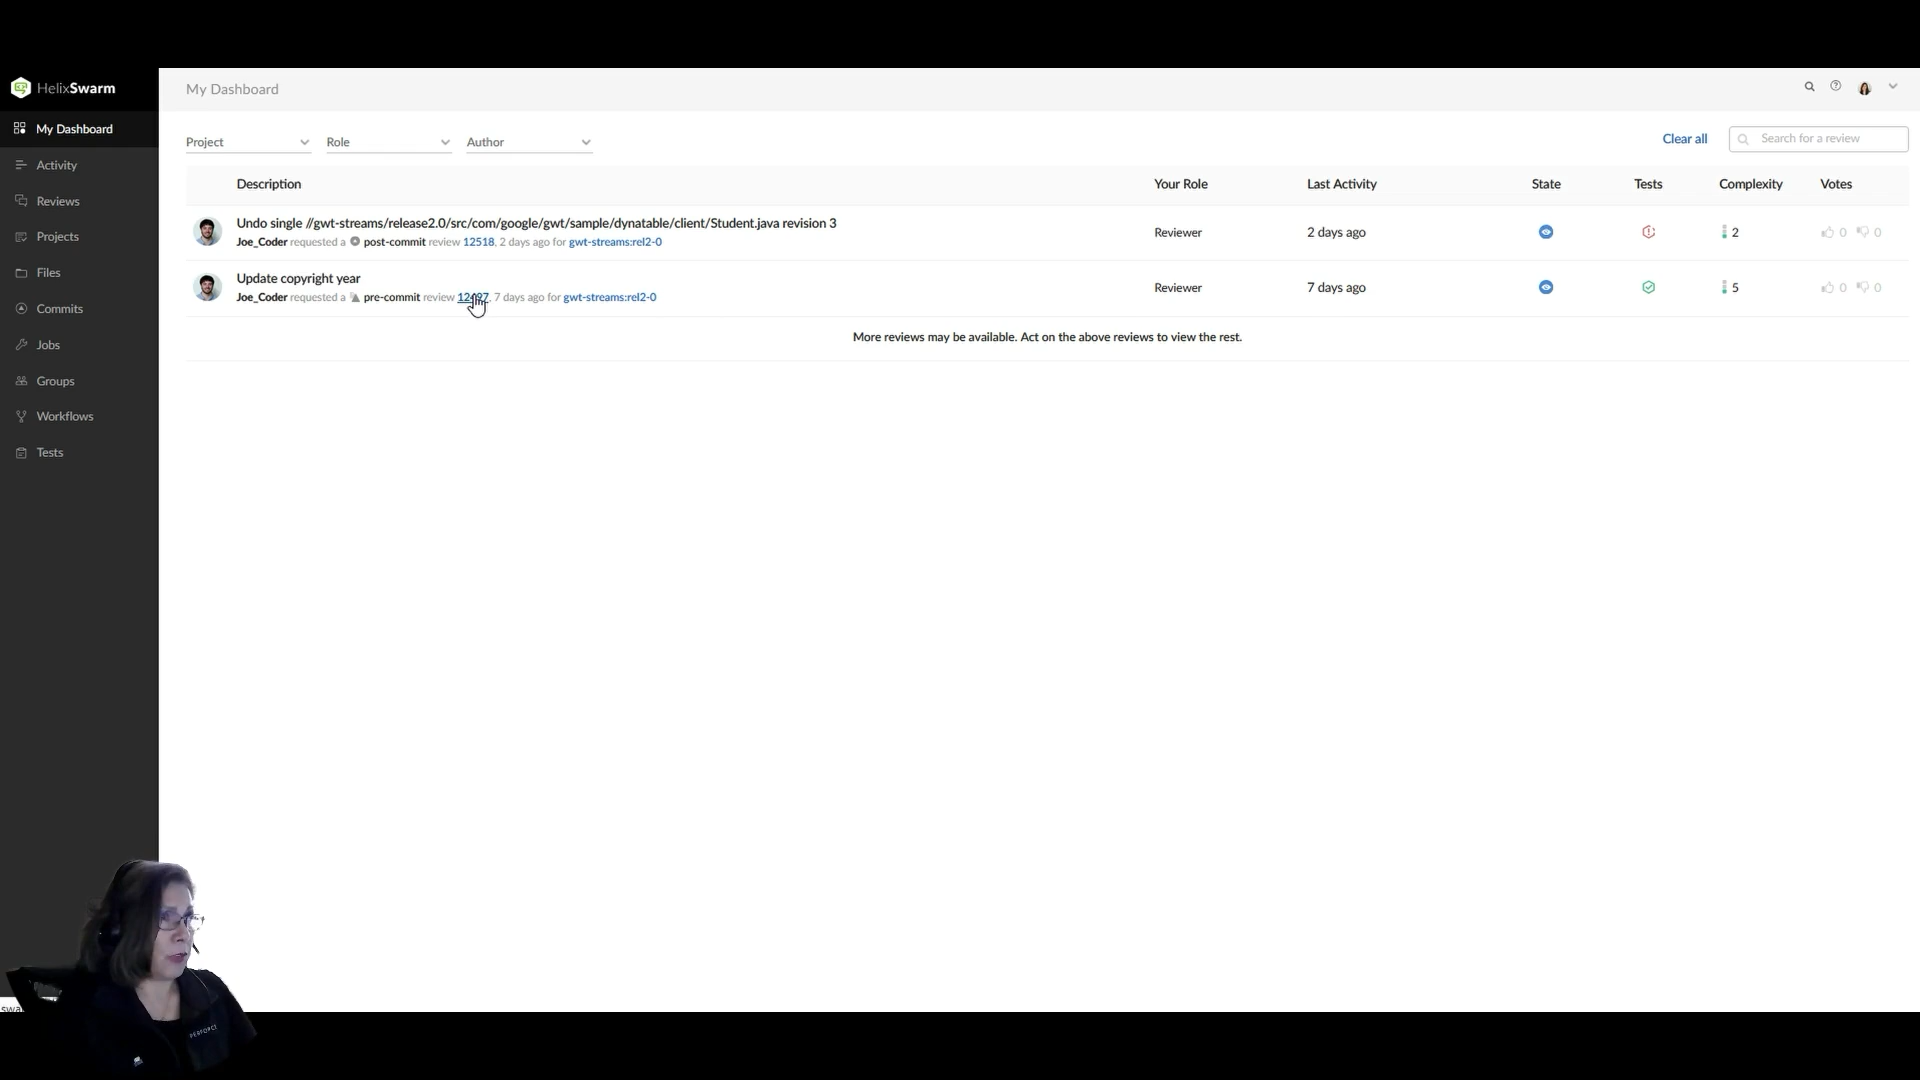 HelixSwarm
My Dashboard
My Dashboard
Activity
Reviews
Projects
Files
Commits
Jobs
Groups
Workflows
Tests
Project
Role
Author
Clear all
Search for a review
Description
Your Role
Last Activity
State
Tests
Complexity
Votes
Undo single //gwt-streams/release2.0/src/com/google/gwt/sample/dynatable/client/Student.java revision 3
Joe_Coder requested a post-commit review 12518, 2 days ago for gwt-streams:rel2-0
Reviewer
2 days ago
2
0
0
Update copyright year
Joe_Coder requested a pre-commit review 12497, 7 days ago for gwt-streams:rel2-0
Reviewer
7 days ago
5
0
0
More reviews may be available. Act on the above reviews to view the rest.
PERFORCE